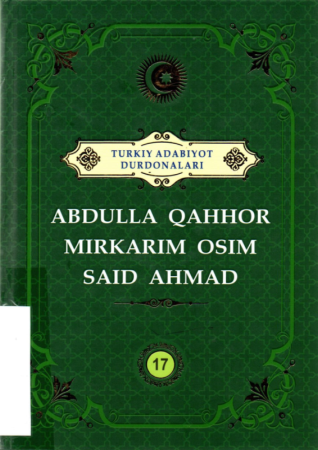 TURKIY ADABIYOT
DURDONALARI
ABDULLA QAHHOR
MIRKARIM OSIM
SAID AHMAD
17